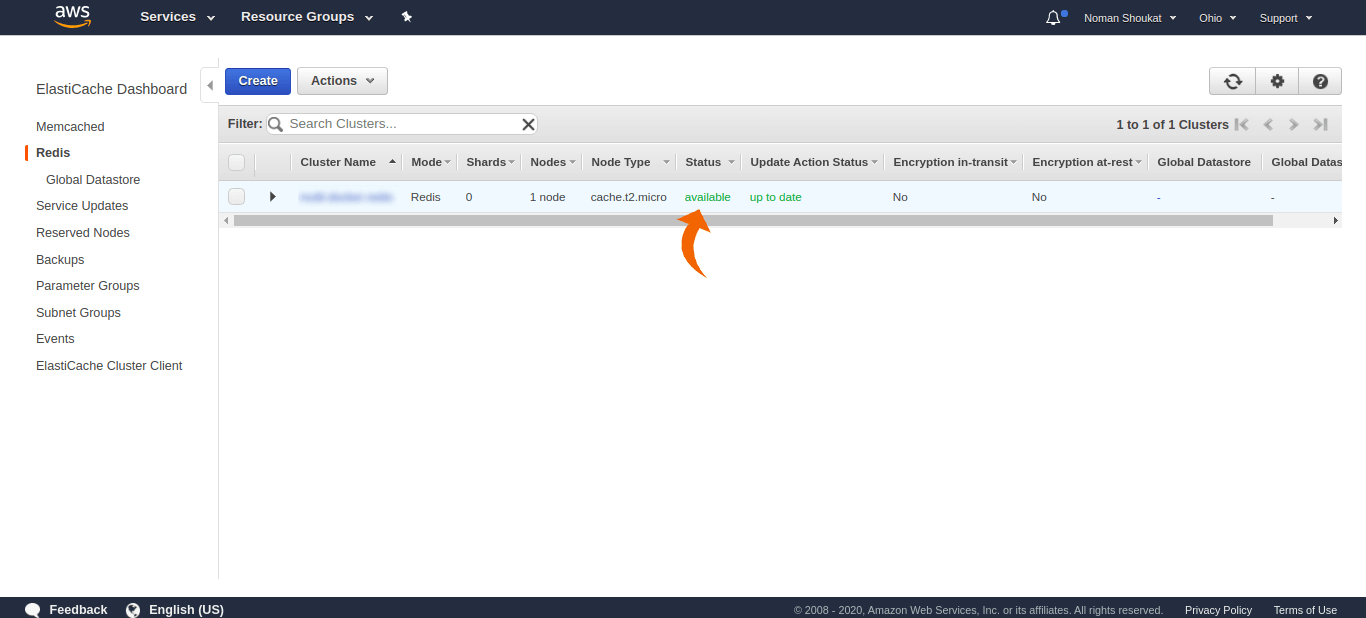 aws Services Resource Groups Noman Shoukat Ohio Support
ElastiCache Dashboard
Memcached
Redis
Global Datastore
Service Updates
Reserved Nodes
Backups
Parameter Groups
Subnet Groups
Events
ElastiCache Cluster Client
Create Actions
Filter: Search Clusters... 1 to 1 of 1 Clusters
Cluster Name Mode Shards Nodes Node Type Status Update Action Status Encryption in-transit Encryption at-rest Global Datastore Global Datas
Redis 0 1 node cache.t2.micro available up to date No No - -
Feedback English (US) © 2008 - 2020, Amazon Web Services, Inc. or its affiliates. All rights reserved. Privacy Policy Terms of Use